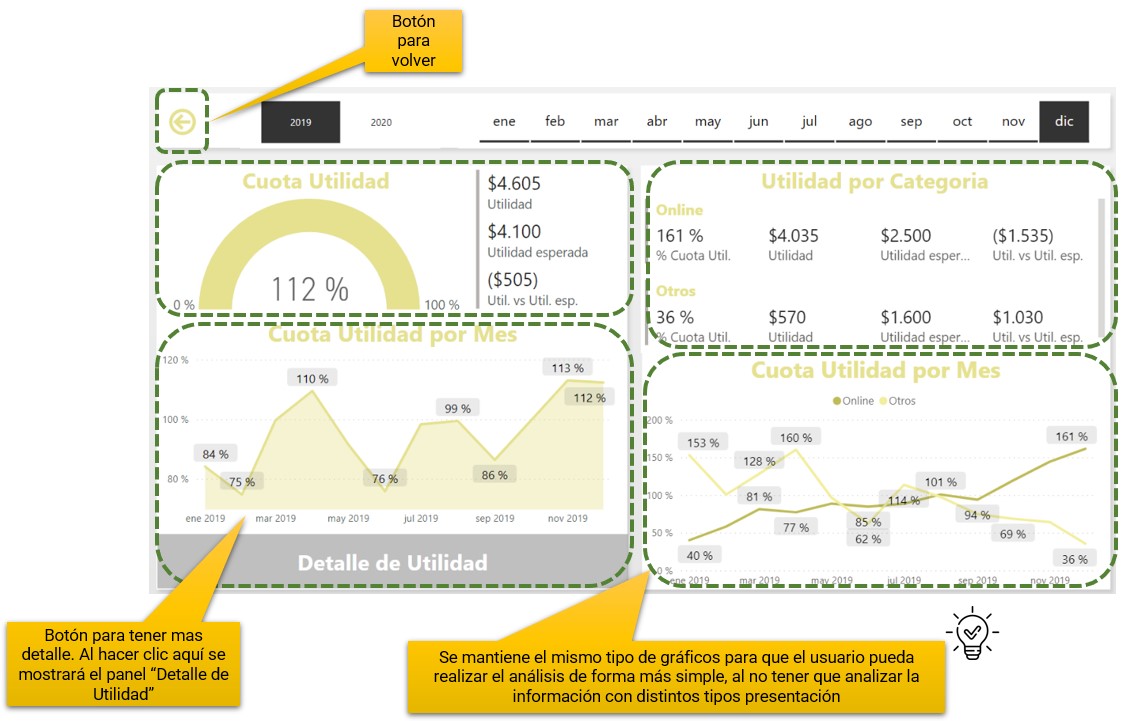 Botón
para
volver
2019
2020
ene
feb
mar
abr
may
jun
jul
ago
sep
oct
nov
dic
Cuota Utilidad
112 %
0 %
100 %
$4.605
Utilidad
$4.100
Utilidad esperada
($505)
Util. vs Util. esp.
Utilidad por Categoria
Online
161 %
$4.035
$2.500
($1.535)
% Cuota Util.
Utilidad
Utilidad esper...
Util. vs Util. esp.
Otros
36 %
$570
$1.600
$1.030
% Cuota Util.
Utilidad
Utilidad esper...
Util. vs Util. esp.
Cuota Utilidad por Mes
120 %
100 %
80 %
84 %
75 %
110 %
76 %
99 %
86 %
113 %
112 %
ene 2019
mar 2019
may 2019
jul 2019
sep 2019
nov 2019
Detalle de Utilidad
Cuota Utilidad por Mes
Online
Otros
200 %
150 %
100 %
50 %
0 %
153 %
128 %
160 %
81 %
77 %
40 %
85 %
62 %
114 %
101 %
94 %
69 %
161 %
36 %
ene 2019
mar 2019
may 2019
jul 2019
sep 2019
nov 2019
Botón para tener mas
detalle. Al hacer clic aquí se
mostrará el panel “Detalle de
Utilidad”
Se mantiene el mismo tipo de gráficos para que el usuario pueda
realizar el análisis de forma más simple, al no tener que analizar la
información con distintos tipos presentación